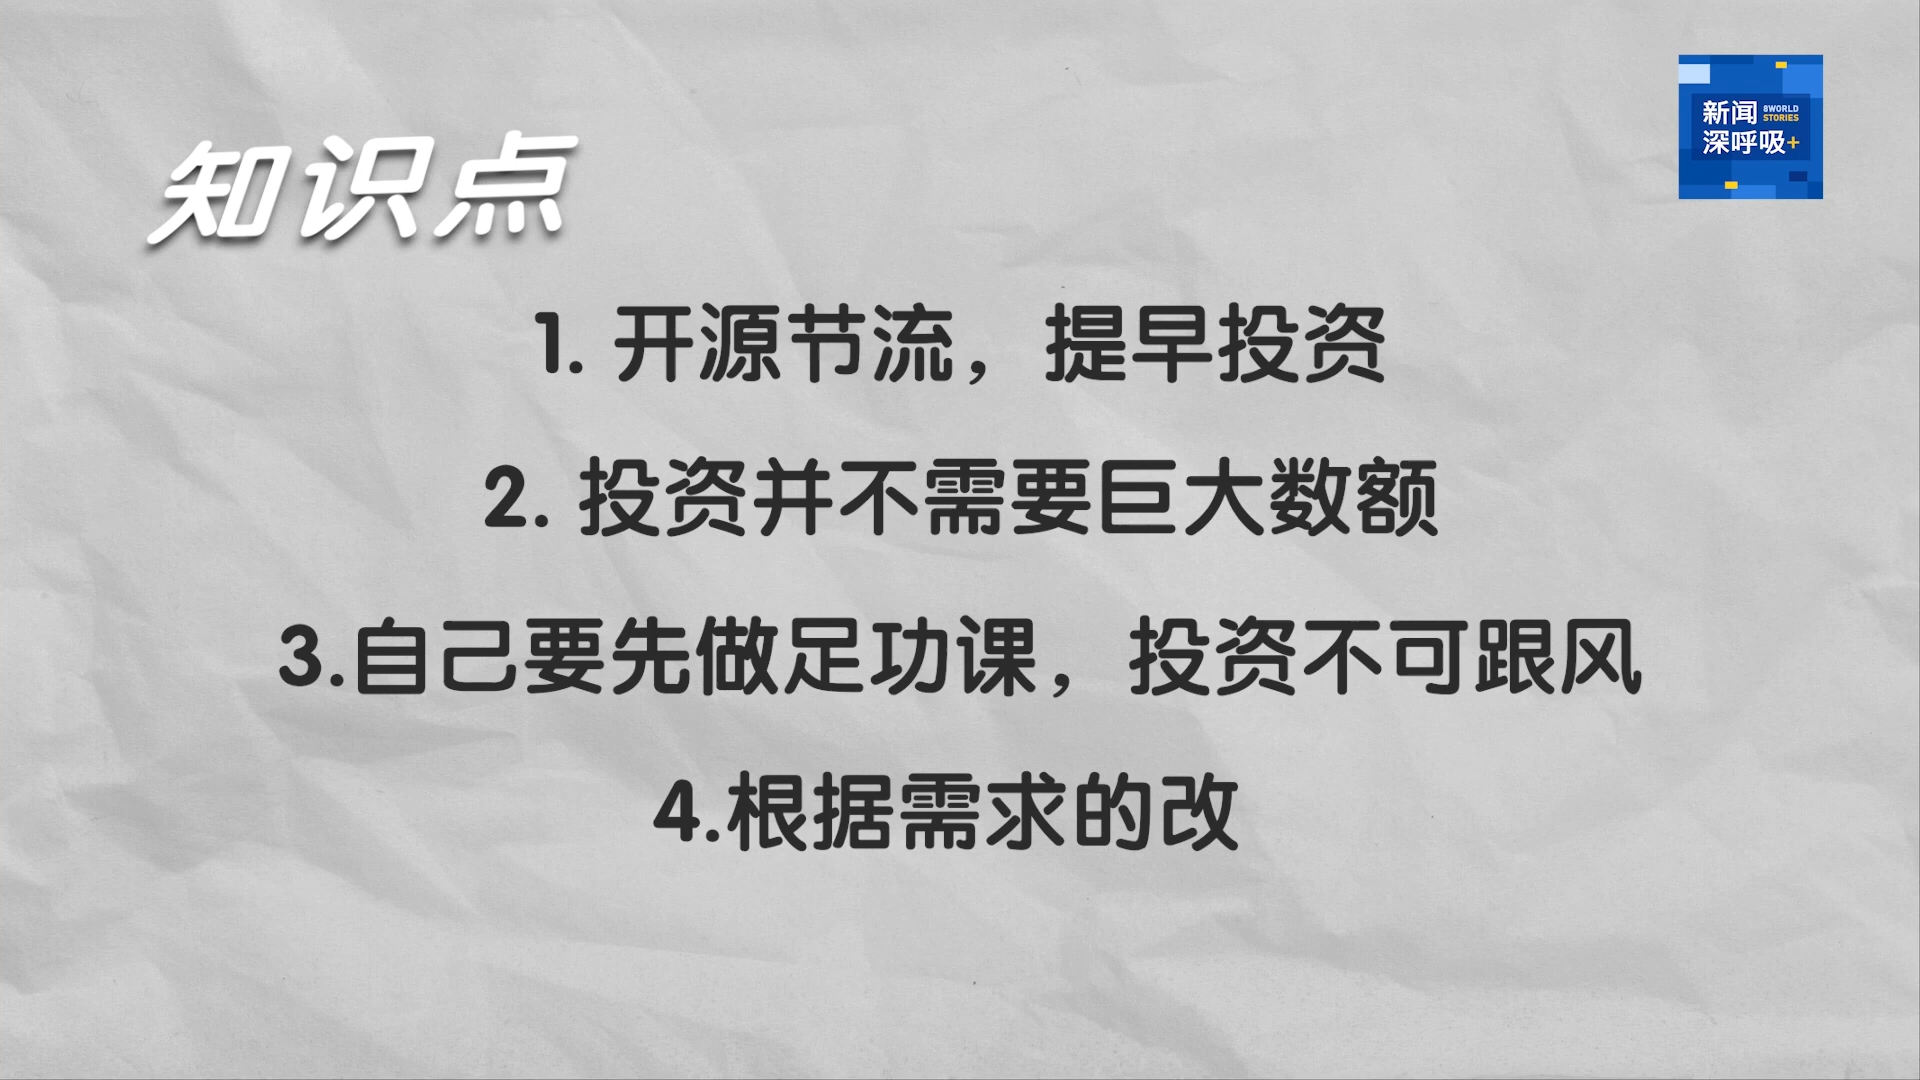 新闻 8WORLD STORIES
深呼吸+
知识点
1. 开源节流，提早投资
2. 投资并不需要巨大数额
3.自己要先做足功课，投资不可跟风
4.根据需求的改